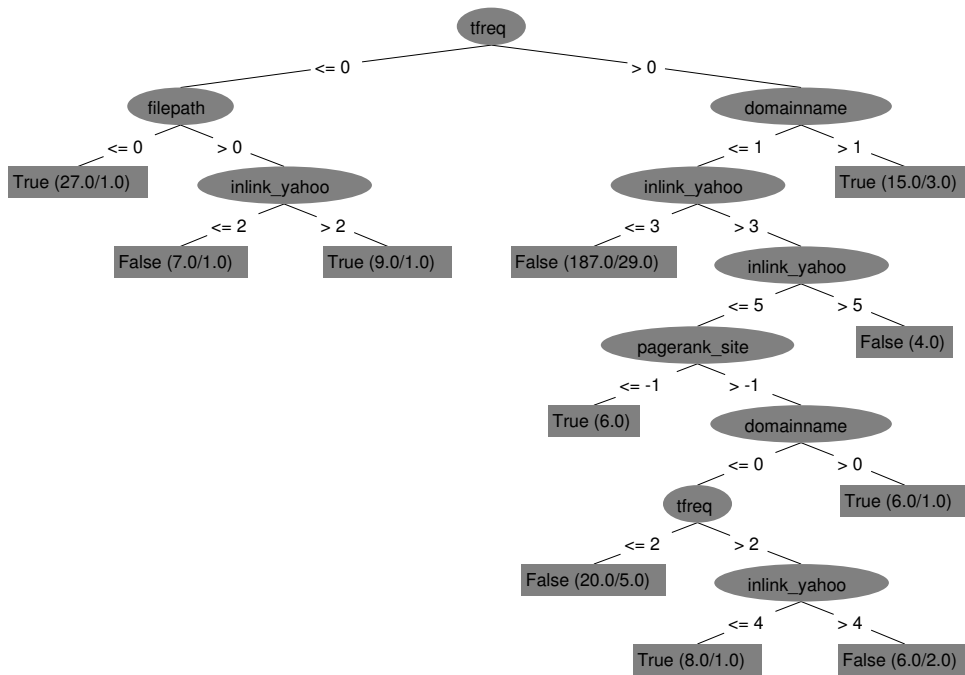 tfreq
<= 0 > 0
filepath domainname
<= 0 > 0 <= 1 > 1
True (27.0/1.0) inlink_yahoo inlink_yahoo True (15.0/3.0)
<= 2 > 2 <= 3 > 3
False (7.0/1.0) True (9.0/1.0) False (187.0/29.0) inlink_yahoo
<= 5 > 5
pagerank_site False (4.0)
<= -1 > -1
True (6.0) domainname
<= 0 > 0
tfreq True (6.0/1.0)
<= 2 > 2
False (20.0/5.0) inlink_yahoo
<= 4 > 4
True (8.0/1.0) False (6.0/2.0)